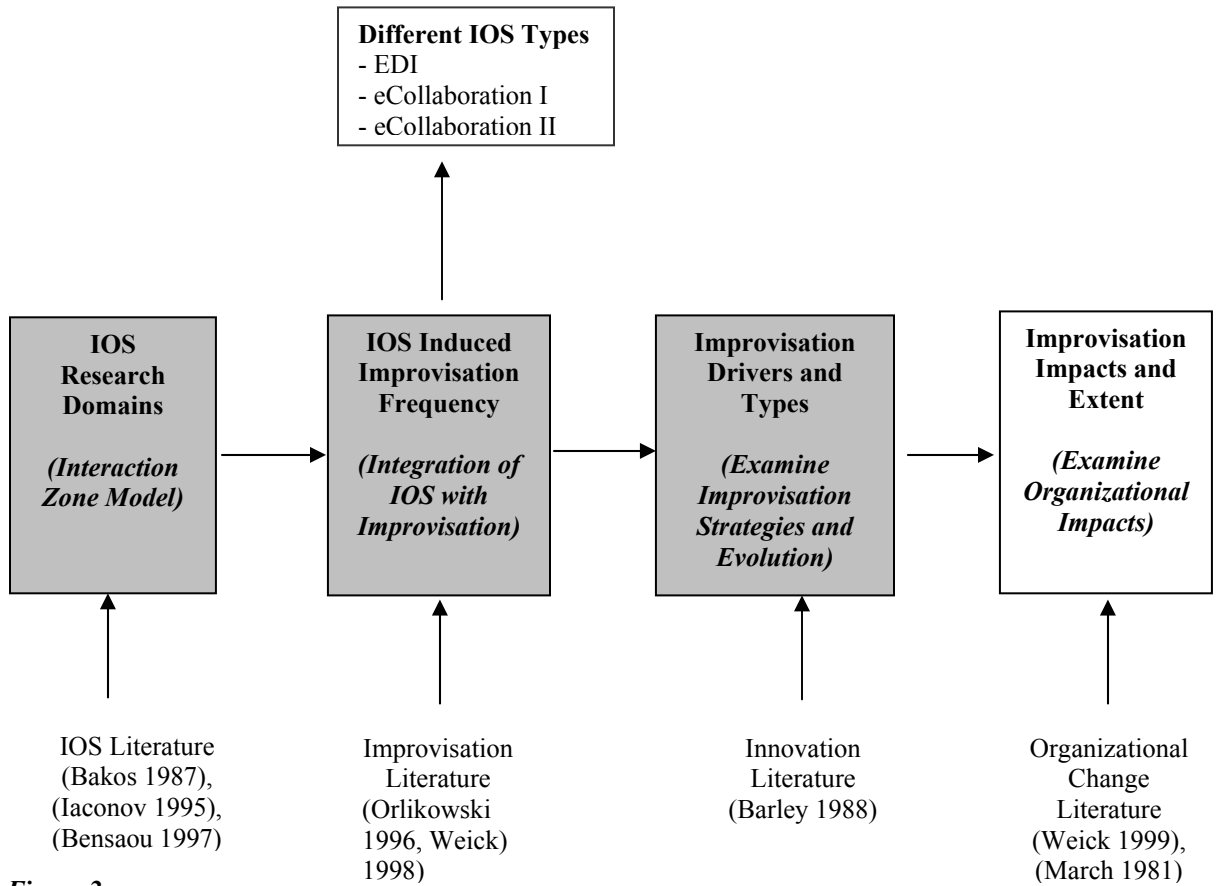 Different IOS Types
- EDI
- eCollaboration I
- eCollaboration II
IOS
Research
Domains
(Interaction
Zone Model)
IOS Induced
Improvisation
Frequency
(Integration of
IOS with
Improvisation)
Improvisation
Drivers and
Types
(Examine
Improvisation
Strategies and
Evolution)
Improvisation
Impacts and
Extent
(Examine
Organizational
Impacts)
IOS Literature
(Bakos 1987),
(Iaconov 1995),
(Bensaou 1997)
Improvisation
Literature
(Orlikowski
1996, Weick)
1998)
Innovation
Literature
(Barley 1988)
Organizational
Change
Literature
(Weick 1999),
(March 1981)